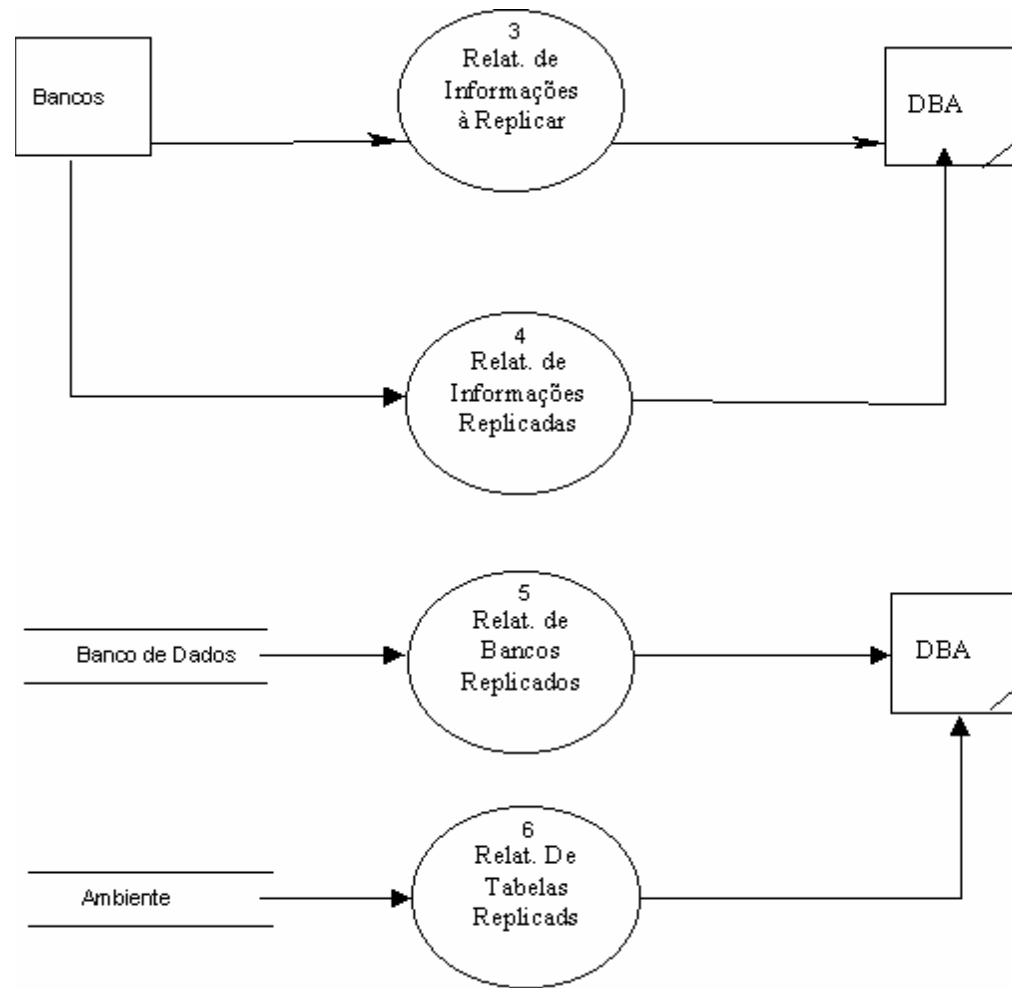 3
Relat. de
Informações
à Replicar
Bancos
DBA
4
Relat. de
Informações
Replicadas
5
Relat. de
Bancos
Replicados
Banco de Dados
DBA
6
Relat. De
Tabelas
Replicads
Ambiente